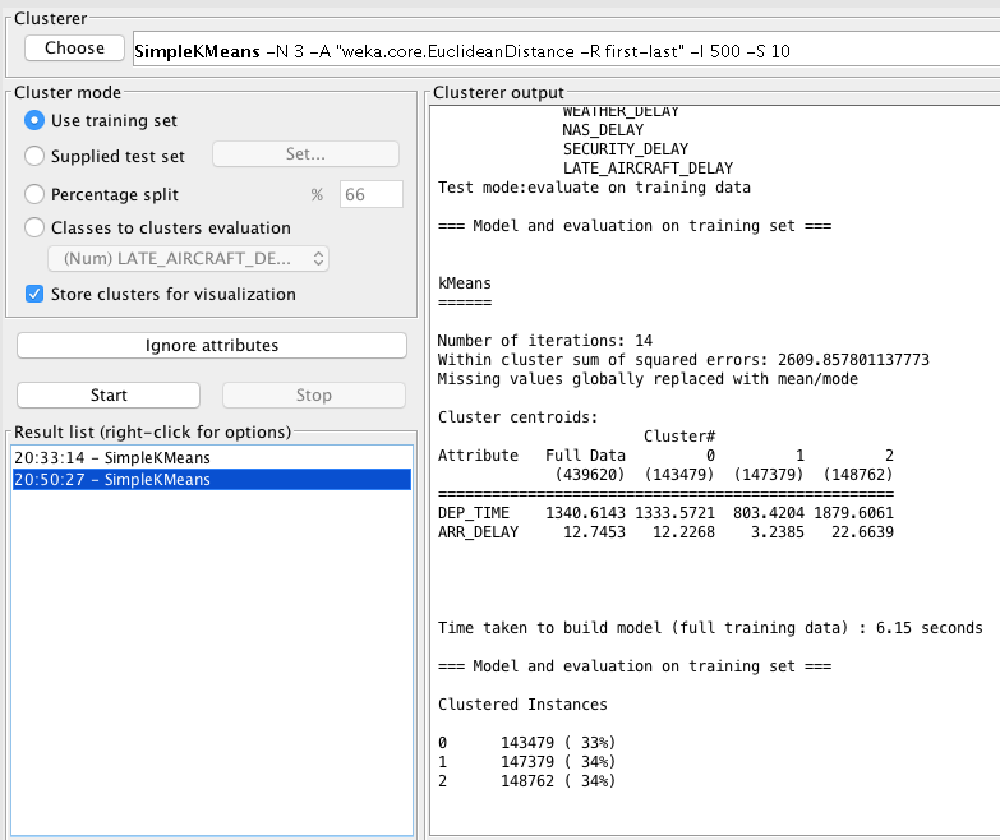 Clusterer
Choose
SimpleKMeans -N 3 -A "weka.core.EuclideanDistance -R first-last" -I 500 -S 10
Cluster mode
Use training set
Supplied test set
Set...
Percentage split
% 66
Classes to clusters evaluation
(Num) LATE_AIRCRAFT_DE...
Store clusters for visualization
Ignore attributes
Start
Stop
Result list (right-click for options)
20:33:14 - SimpleKMeans
20:50:27 - SimpleKMeans
Clusterer output
WEATHER_DELAY
NAS_DELAY
SECURITY_DELAY
LATE_AIRCRAFT_DELAY
Test mode:evaluate on training data
=== Model and evaluation on training set ===
kMeans
======
Number of iterations: 14
Within cluster sum of squared errors: 2609.857801137773
Missing values globally replaced with mean/mode
Cluster centroids:
Cluster#
Attribute Full Data 0 1 2
(439620) (143479) (147379) (148762)
===================================================
DEP_TIME 1340.6143 1333.5721 803.4204 1879.6061
ARR_DELAY 12.7453 12.2268 3.2385 22.6639
Time taken to build model (full training data) : 6.15 seconds
=== Model and evaluation on training set ===
Clustered Instances
0 143479 ( 33%)
1 147379 ( 34%)
2 148762 ( 34%)